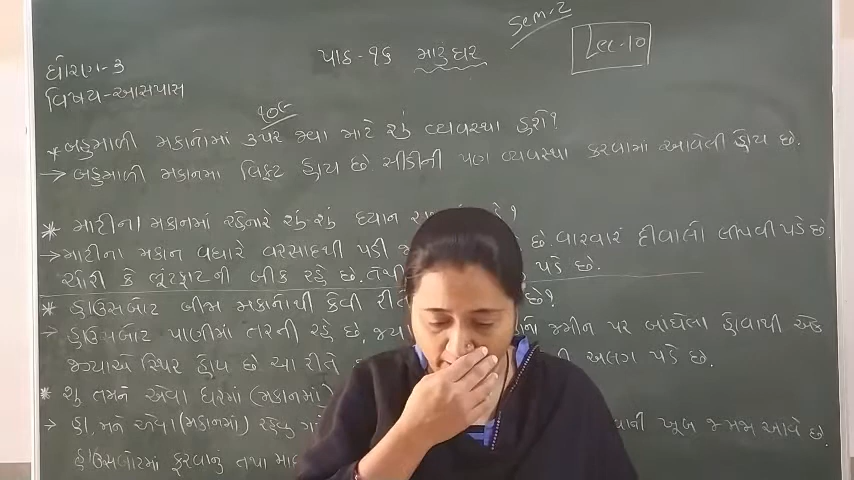 Sem-2
Lec-10
પાઠ-૧૬ મારું ઘર
ધોરણ-૩
વિષય-આસપાસ
* બહુમાળી મકાનમાં ઉપર જવા માટે શું વ્યવસ્થા હશે?
→ બહુમાળી મકાનમા લિફ્ટ હોય છે. સીડીની પણ વ્યવસ્થા કરવામાં આવેલી હોય છે.
* માટીના મકાનમાં રહેનારે શું-શું ધ્યાન
→ માટીના મકાન વધારે વરસાદથી પડી છે. વારંવાર દીવાલો લીપવી પડે છે.
ચોરી કે લૂંટફાટની બીક રહે છે. તેથી પડે છે.
* હાઉસબોટ બીજા મકાનોથી કેવી રીતે છે?
→ હાઉસબોટ પાણીમાં તરતી રહે છે, જમીન પર બાંધેલા હોવાથી એક
જગ્યાએ સ્થિર હોય છે આ રીતે અલગ પડે છે.
* શું તમને એવા ઘરમાં (મકાનમાં)
→ હા, મને એવા (મકાનમાં) રહેવુ ખૂબ જ મજા આવે છે.
હાઉસબોટમાં ફરવાનું તથા